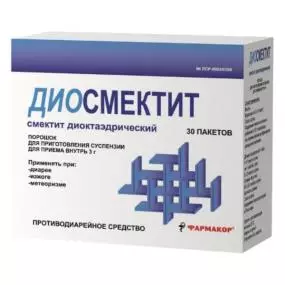 ДИОСМЕКТИТ
смектит диоктаэдрический
30 ПАКЕТОВ
ПОРОШОК
ДЛЯ ПРИГОТОВЛЕНИЯ СУСПЕНЗИИ
ДЛЯ ПРИЕМА ВНУТРЬ 3 г
Применять при:
-диарее
-изжоге
-метеоризме
ПРОТИВОДИАРЕЙНОЕ СРЕДСТВО
ФАРМАКОР®